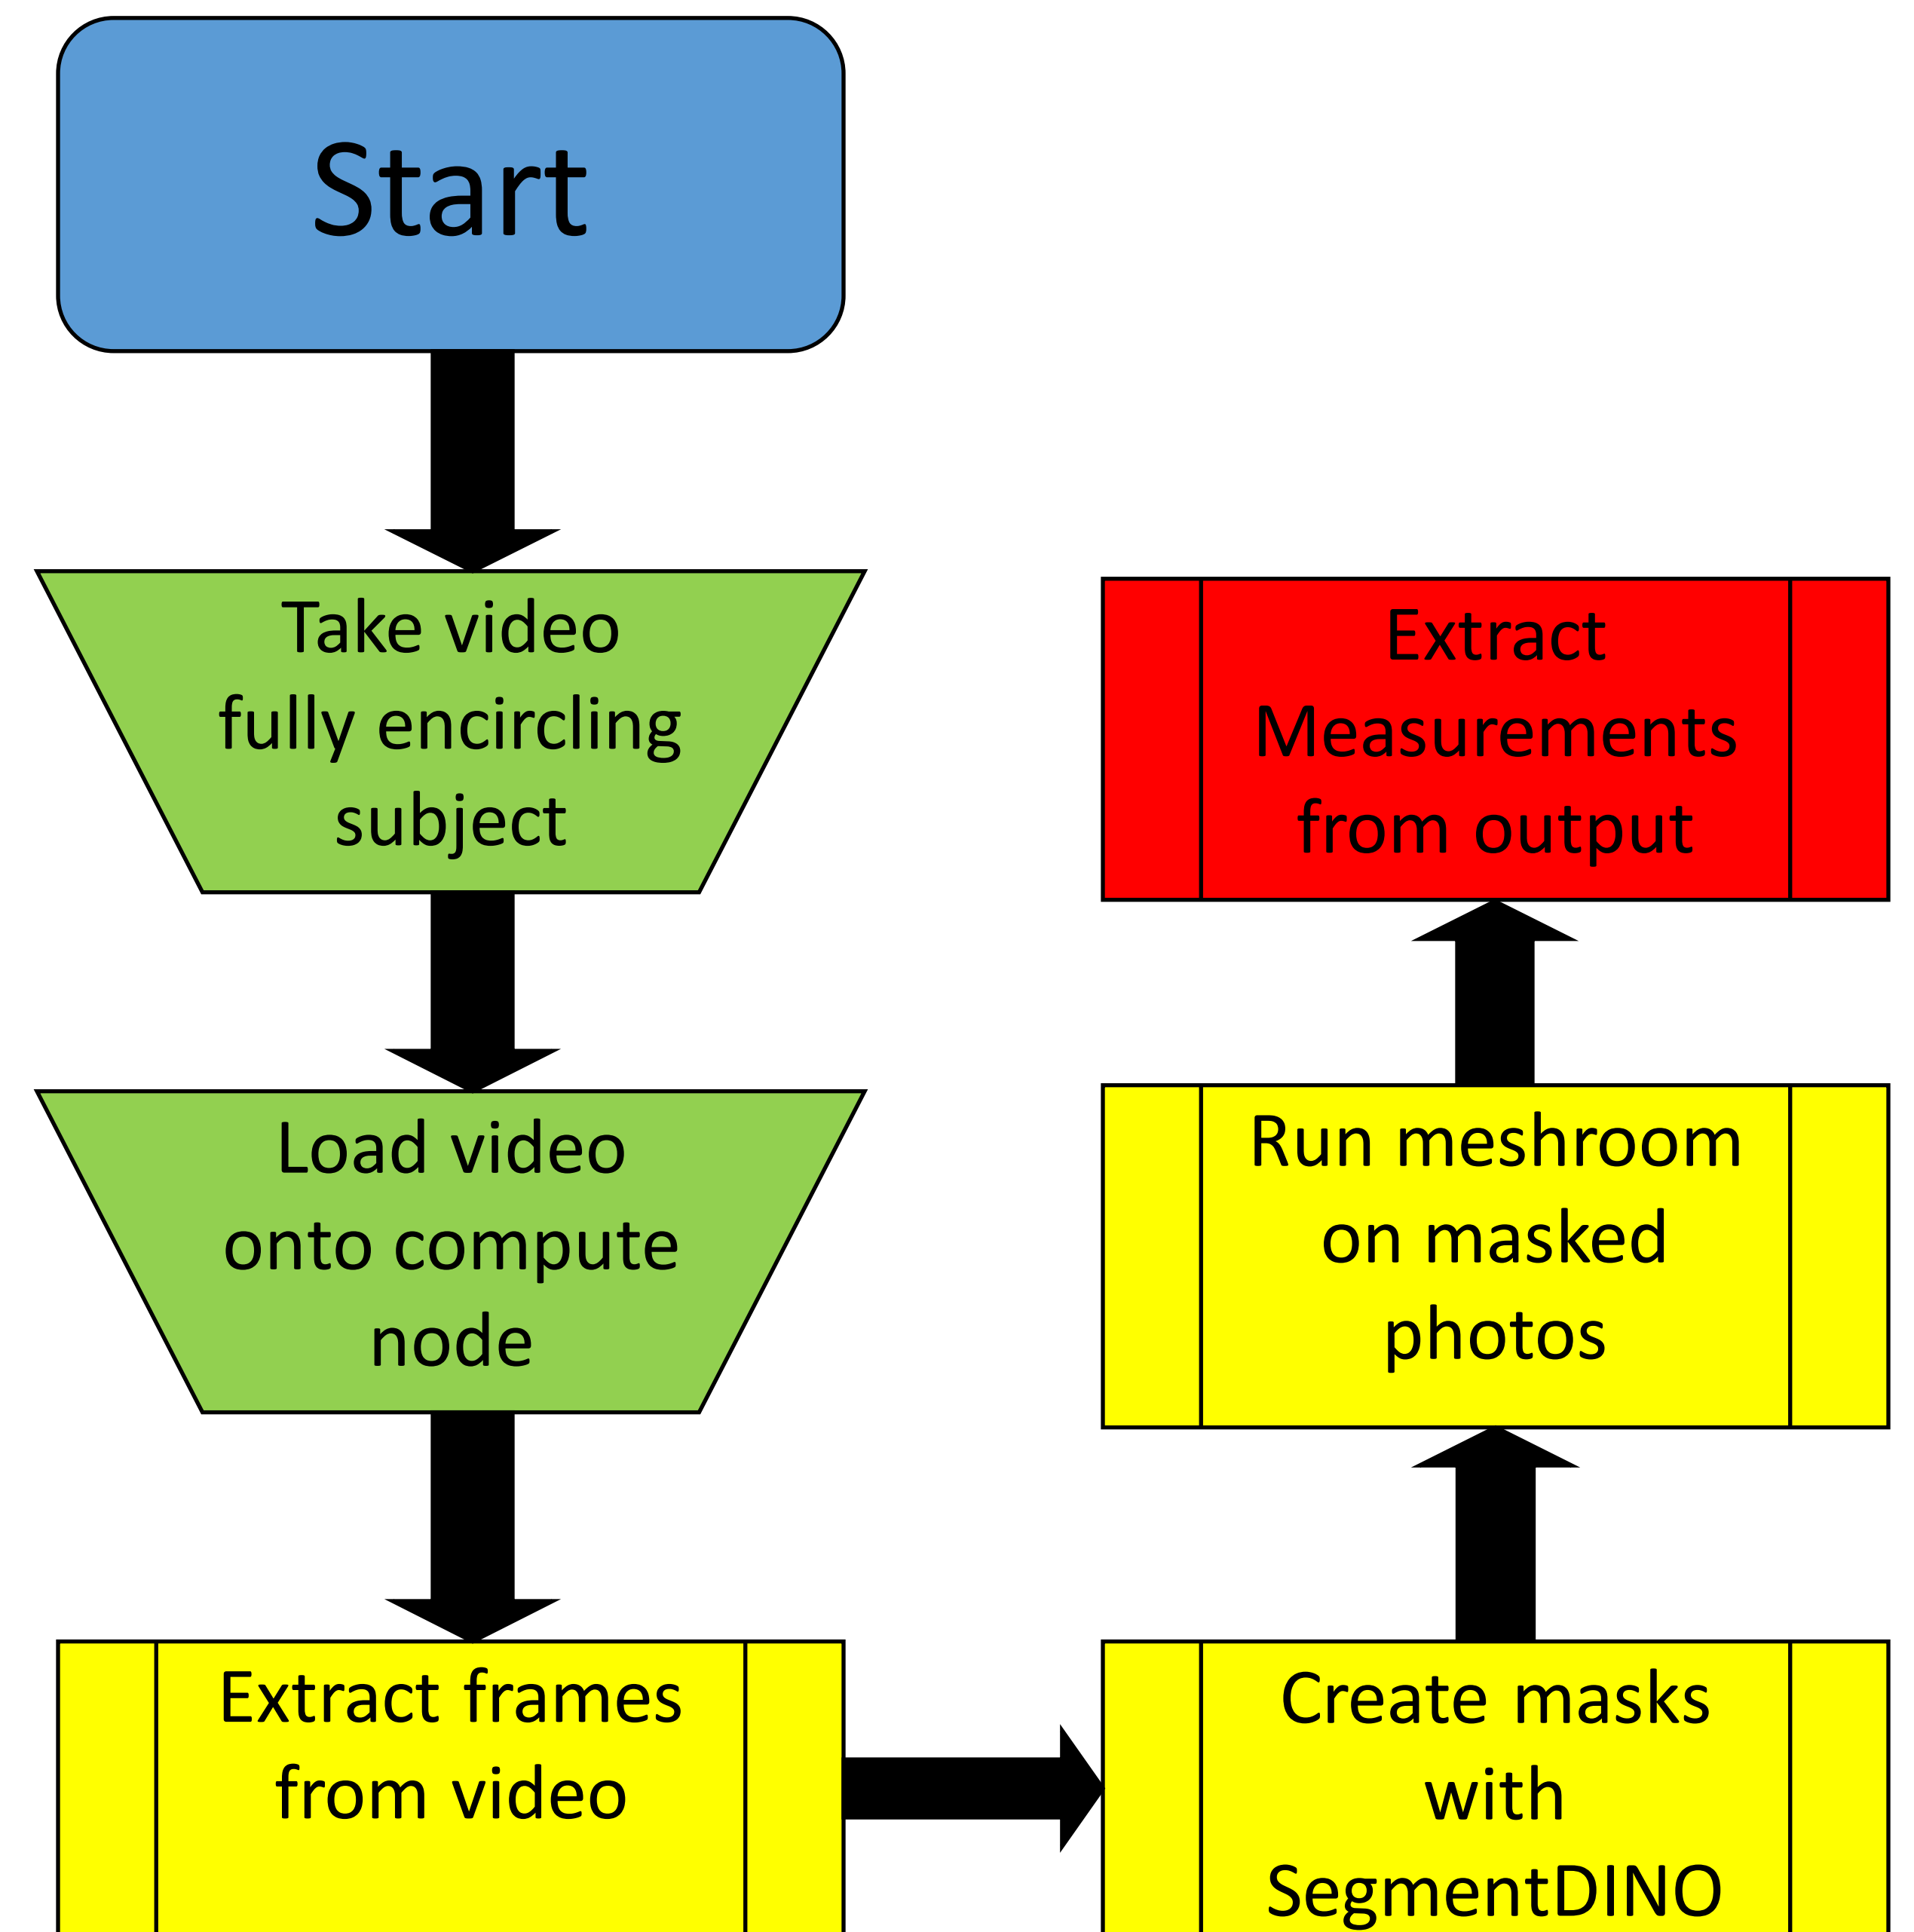 Start
Take video
fully encircling
subject
Load video
onto compute
node
Extract frames
from video
Create masks
with
SegmentDINO
Run meshroom
on masked
photos
Extract
Measurements
from output